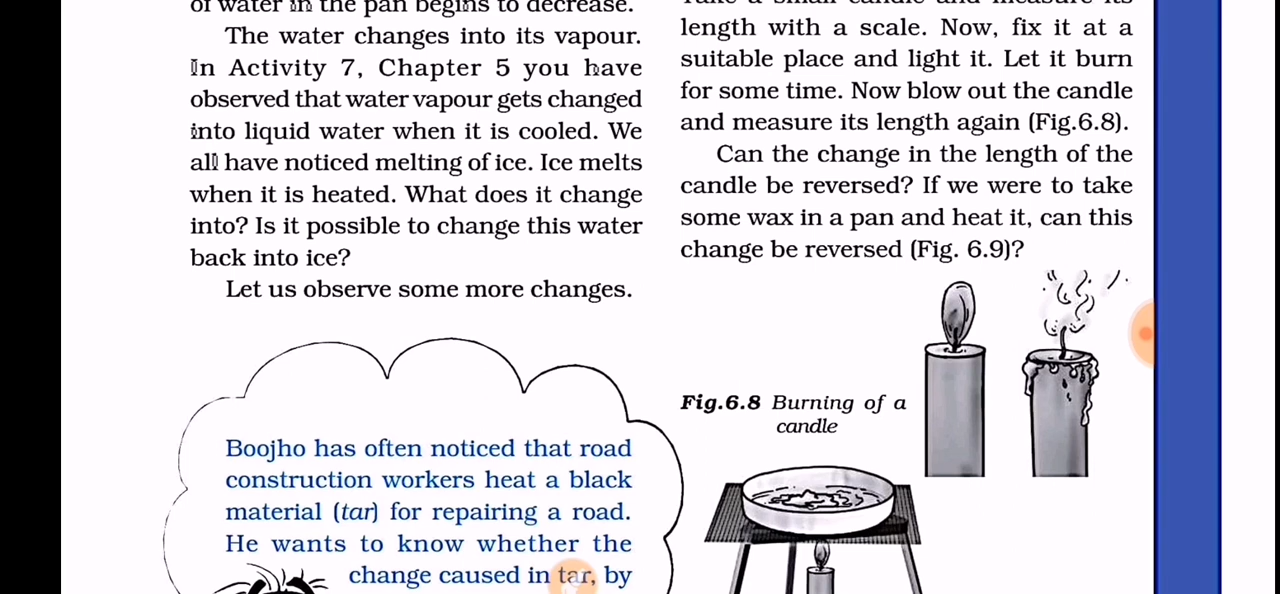 of water in the pan begins to decrease.
The water changes into its vapour.
In Activity 7, Chapter 5 you have
observed that water vapour gets changed
into liquid water when it is cooled. We
all have noticed melting of ice. Ice melts
when it is heated. What does it change
into? Is it possible to change this water
back into ice?
Let us observe some more changes.
Boojho has often noticed that road
construction workers heat a black
material (tar) for repairing a road.
He wants to know whether the
change caused in tar, by
Take a small candle and measure its
length with a scale. Now, fix it at a
suitable place and light it. Let it burn
for some time. Now blow out the candle
and measure its length again (Fig.6.8).
Can the change in the length of the
candle be reversed? If we were to take
some wax in a pan and heat it, can this
change be reversed (Fig. 6.9)?
Fig.6.8 Burning of a
candle